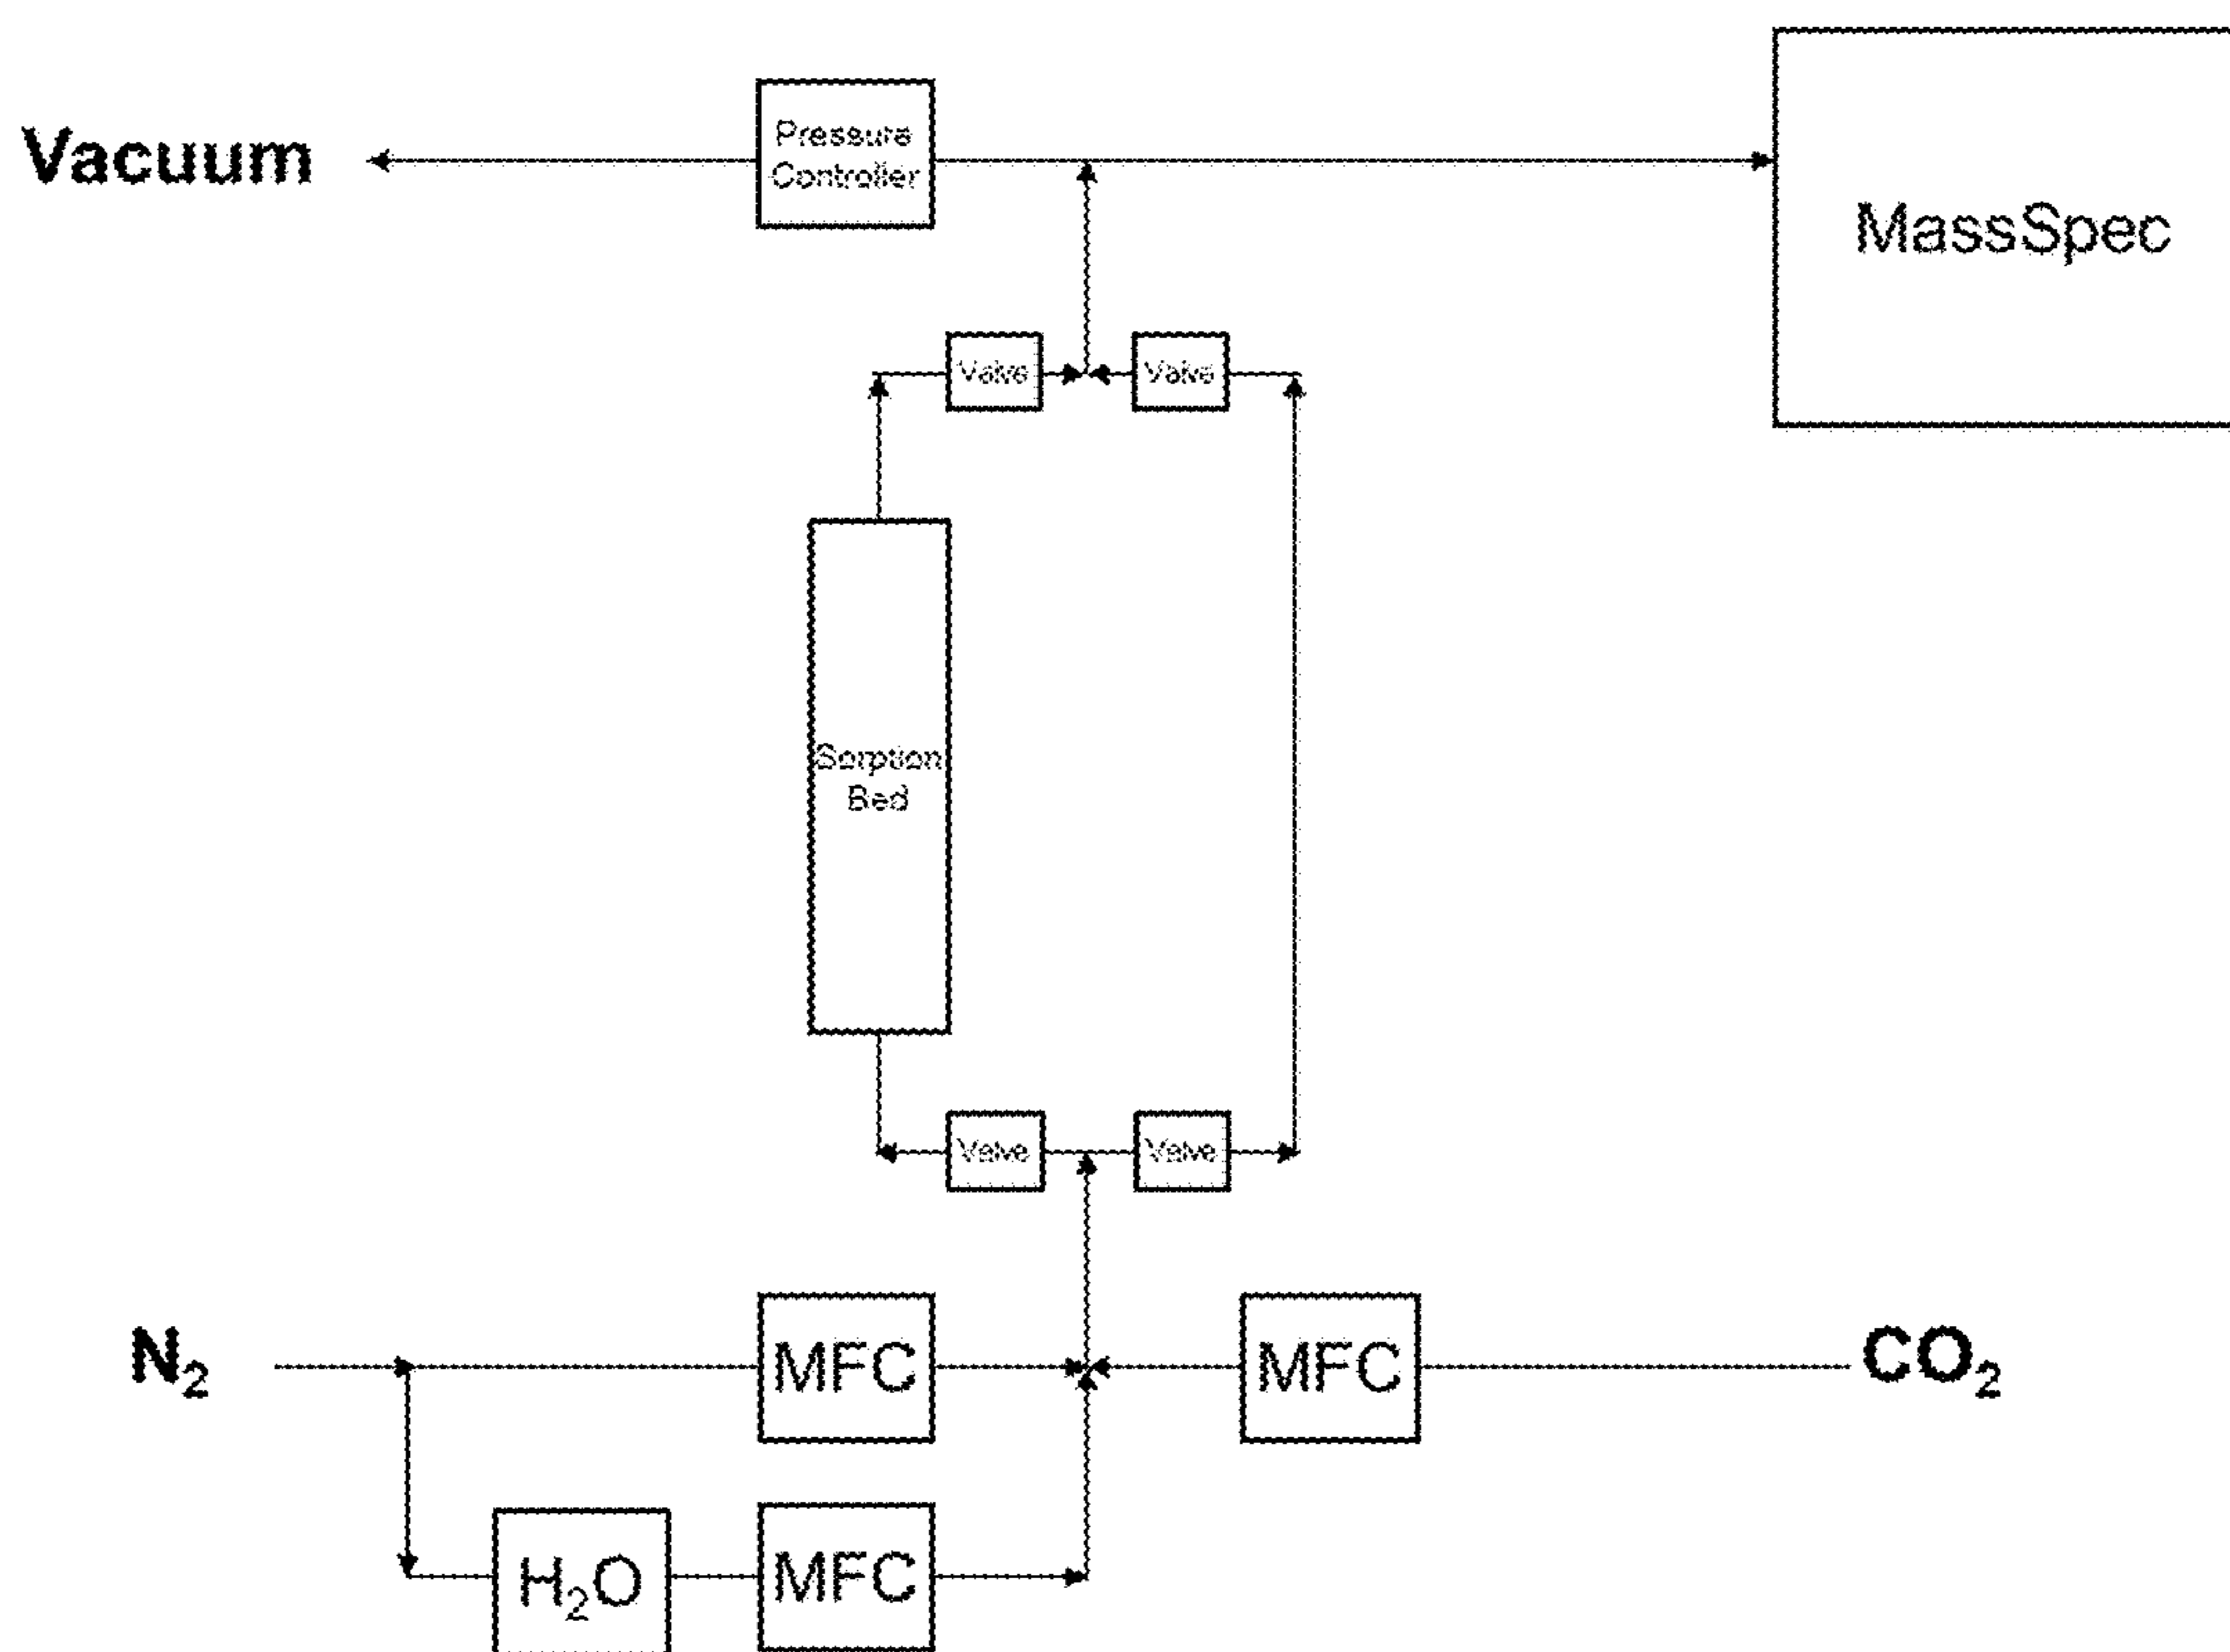 Vacuum
Pressure
Controller
MassSpec
Valve
Valve
Sorption
Bed
Valve
Valve
N₂
MFC
MFC
CO₂
H₂O
MFC